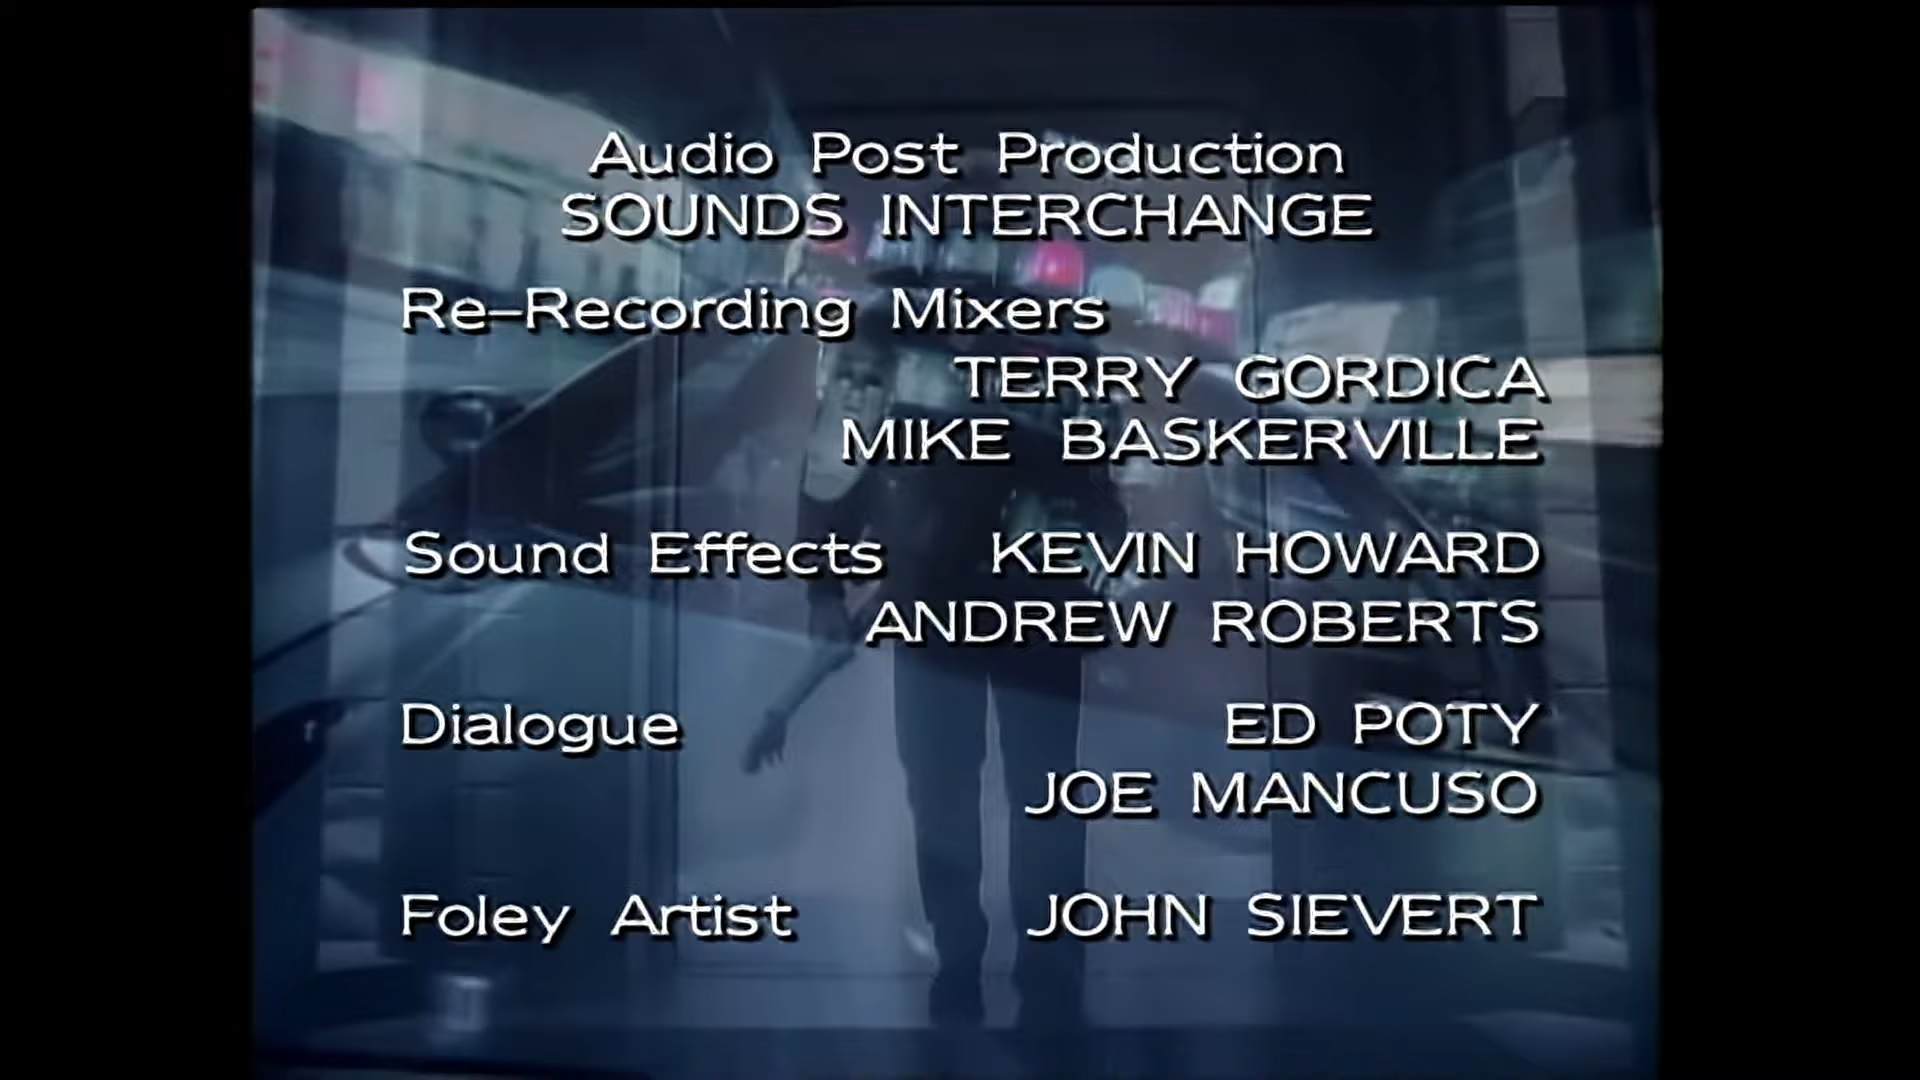 Audio Post Production
SOUNDS INTERCHANGE
Re-Recording Mixers
TERRY GORDICA
MIKE BASKERVILLE
Sound Effects KEVIN HOWARD
ANDREW ROBERTS
Dialogue ED POTY
JOE MANCUSO
Foley Artist JOHN SIEVERT